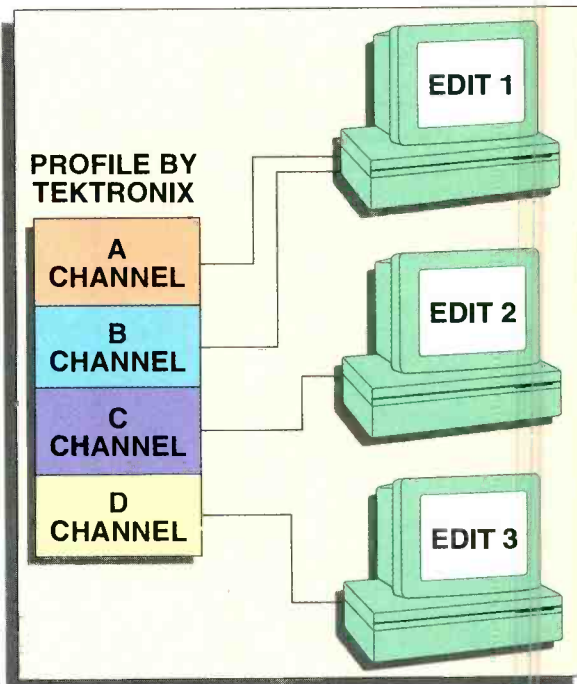 EDIT 1
PROFILE BY
TEKTRONIX
A
CHANNEL
B
CHANNEL
EDIT 2
C
CHANNEL
D
CHANNEL
EDIT 3